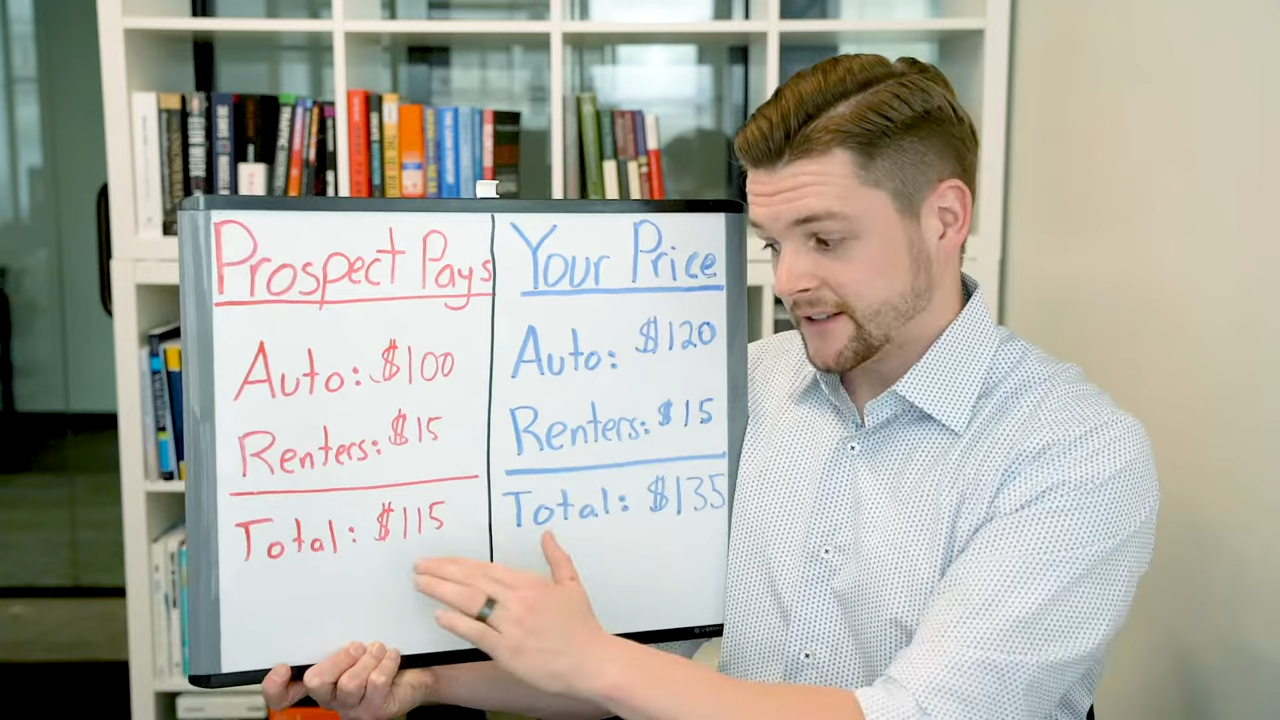 Prospect Pays
Auto: $100
Renters: $15
Total: $115
Your Price
Auto: $120
Renters: $15
Total: $135